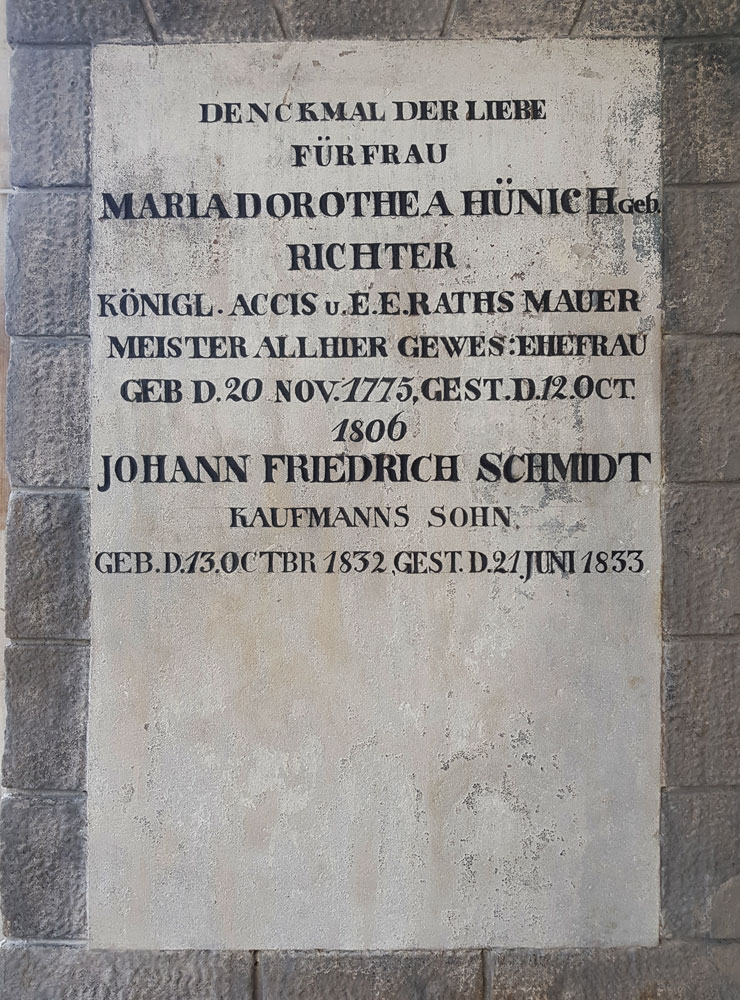 DENCKMAL DER LIEBE
FÜR FRAU
MARIA DOROTHEA HÜNICH geb.
RICHTER
KÖNIGL. ACCIS u. E.E. RATHS MAUER
MEISTER ALLHIER GEWES: EHEFRAU
GEB D. 20 NOV. 1775, GEST. D. 12. OCT.
1806
JOHANN FRIEDRICH SCHMIDT
KAUFMANNS SOHN,
GEB. D. 13. OCTBR 1832, GEST. D. 21. JUNI 1833